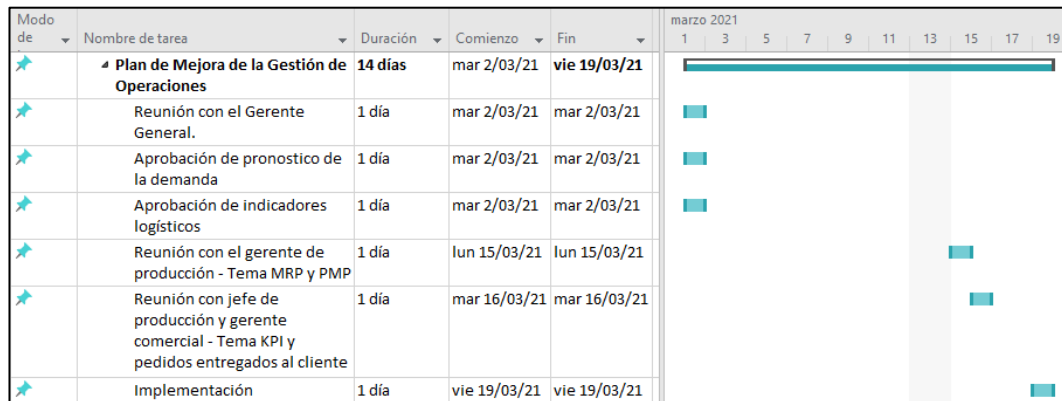 Modo
de
Nombre de tarea
Duración
Comienzo
Fin
marzo 2021
1 3 5 7 9 11 13 15 17 19
Plan de Mejora de la Gestión de 14 días mar 2/03/21 vie 19/03/21
Operaciones
Reunión con el Gerente 1 día mar 2/03/21 mar 2/03/21
General.
Aprobación de pronostico de 1 día mar 2/03/21 mar 2/03/21
la demanda
Aprobación de indicadores 1 día mar 2/03/21 mar 2/03/21
logísticos
Reunión con el gerente de 1 día lun 15/03/21 lun 15/03/21
producción - Tema MRP y PMP
Reunión con jefe de 1 día mar 16/03/21 mar 16/03/21
producción y gerente
comercial - Tema KPI y
pedidos entregados al cliente
Implementación 1 día vie 19/03/21 vie 19/03/21